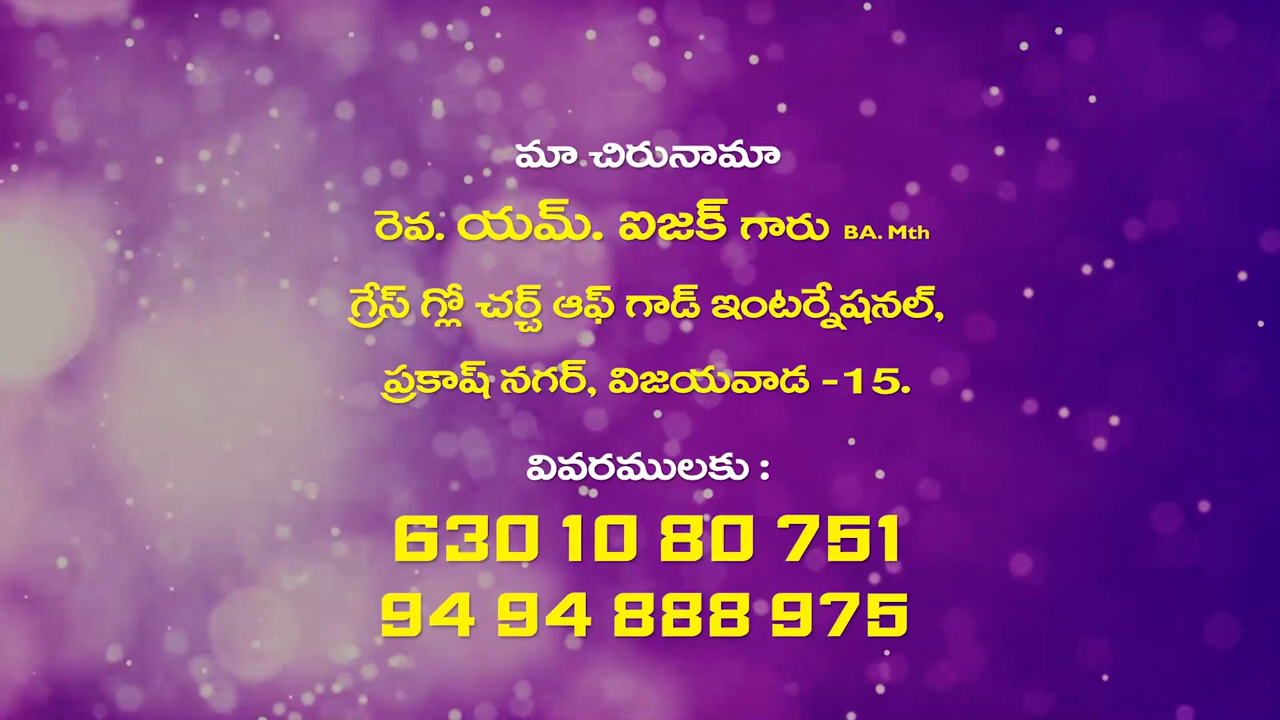 మా చిరునామా
రెవ. యమ్. ఐజక్ గారు BA. Mth
గ్రేస్ గ్లో చర్చ్ ఆఫ్ గాడ్ ఇంటర్నేషనల్,
ప్రకాష్ నగర్, విజయవాడ -15.
వివరములకు :
630 10 80 751
94 94 888 975